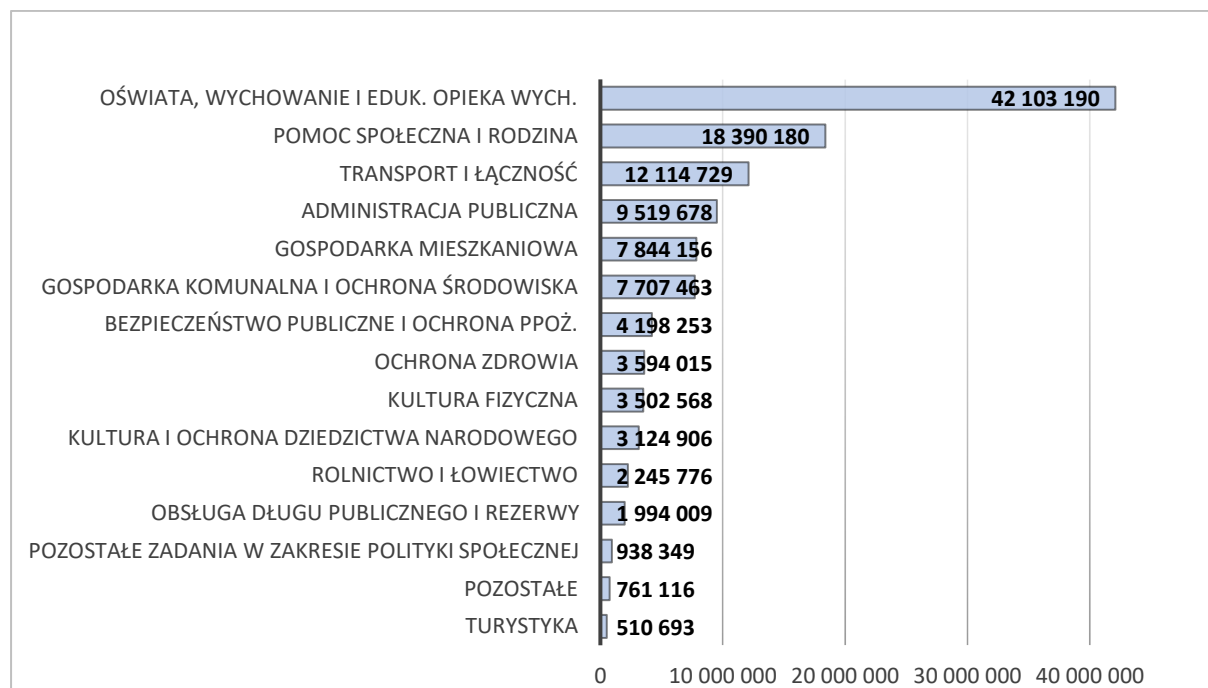 OŚWIATA, WYCHOWANIE I EDUK. OPIEKA WYCH. 42 103 190
POMOC SPOŁECZNA I RODZINA 18 390 180
TRANSPORT I ŁĄCZNOŚĆ 12 114 729
ADMINISTRACJA PUBLICZNA 9 519 678
GOSPODARKA MIESZKANIOWA 7 844 156
GOSPODARKA KOMUNALNA I OCHRONA ŚRODOWISKA 7 707 463
BEZPIECZEŃSTWO PUBLICZNE I OCHRONA PPOŻ. 4 198 253
OCHRONA ZDROWIA 3 594 015
KULTURA FIZYCZNA 3 502 568
KULTURA I OCHRONA DZIEDZICTWA NARODOWEGO 3 124 906
ROLNICTWO I ŁOWIECTWO 2 245 776
OBSŁUGA DŁUGU PUBLICZNEGO I REZERWY 1 994 009
POZOSTAŁE ZADANIA W ZAKRESIE POLITYKI SPOŁECZNEJ 938 349
POZOSTAŁE 761 116
TURYSTYKA 510 693
0 10 000 000 20 000 000 30 000 000 40 000 000